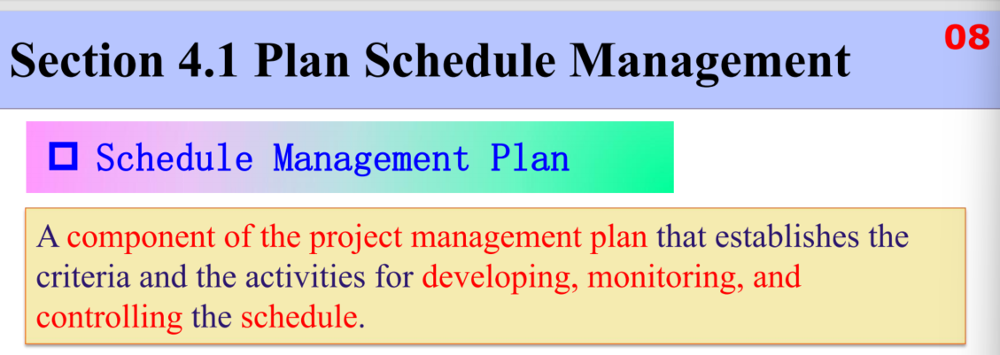 Section 4.1 Plan Schedule Management
08
Schedule Management Plan
A component of the project management plan that establishes the
criteria and the activities for developing, monitoring, and
controlling the schedule.